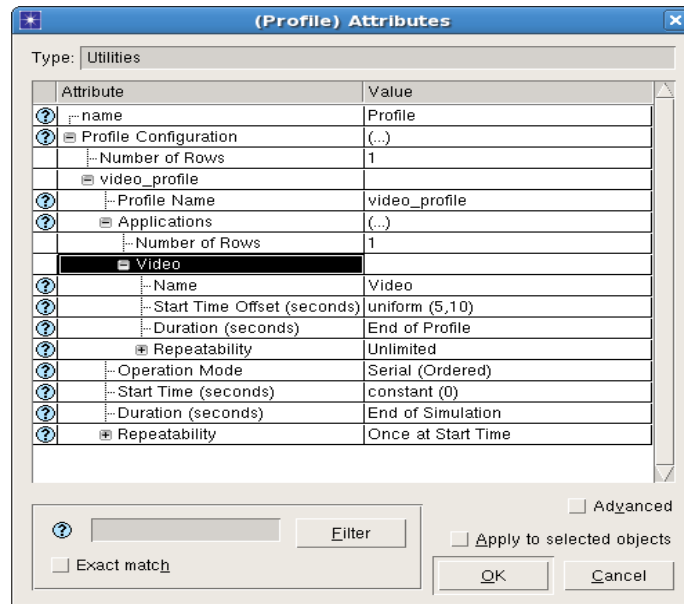 (Profile) Attributes
Type: Utilities
Attribute Value
name Profile
Profile Configuration (...)
Number of Rows 1
video_profile
Profile Name video_profile
Applications (...)
Number of Rows 1
Video
Name Video
Start Time Offset (seconds) uniform (5,10)
Duration (seconds) End of Profile
Repeatability Unlimited
Operation Mode Serial (Ordered)
Start Time (seconds) constant (0)
Duration (seconds) End of Simulation
Repeatability Once at Start Time
Advanced
Filter
Apply to selected objects
Exact match
OK Cancel